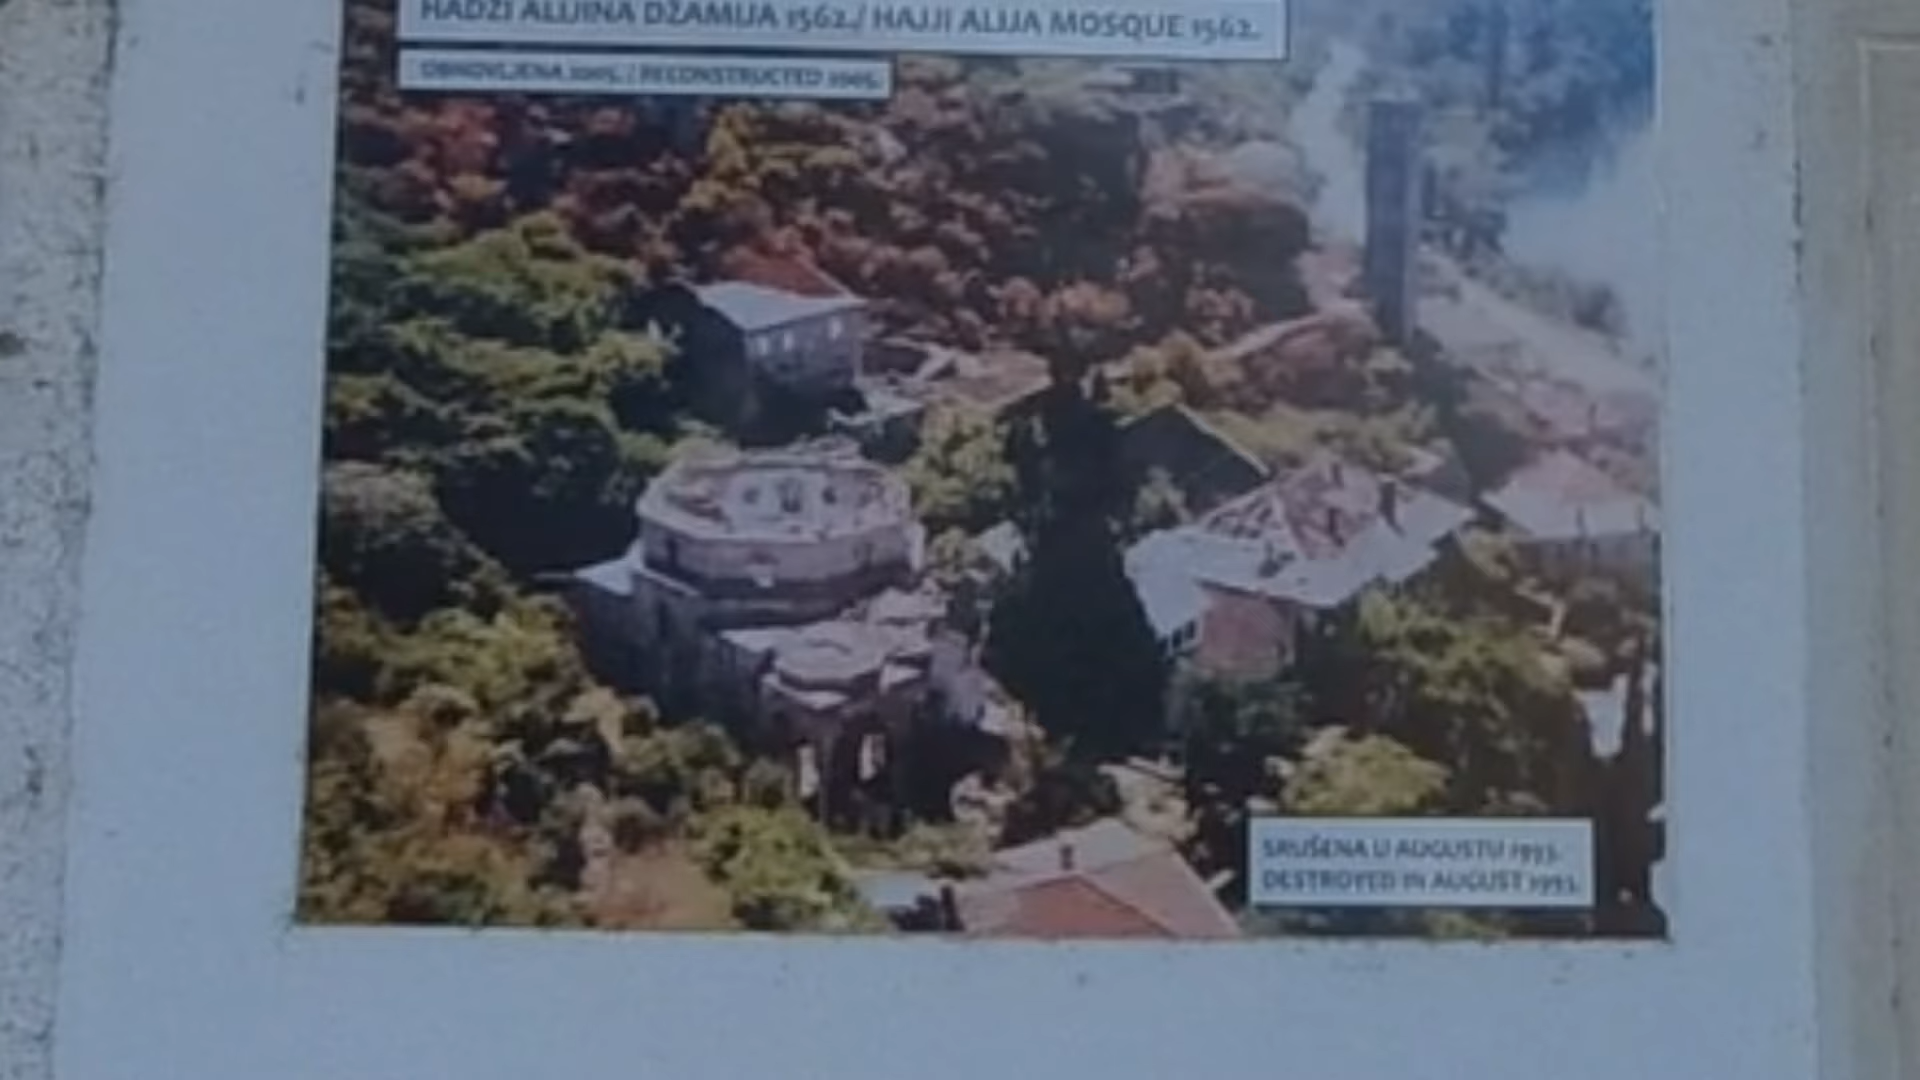 HADŽI ALIJINA DŽAMIJA 1562./ HAJJI ALIJA MOSQUE 1562.
OBNOVLJENA 2005. / RECONSTRUCTED 2005.
SRUŠENA U AUGUSTU 1993.
DESTROYED IN AUGUST 1993.